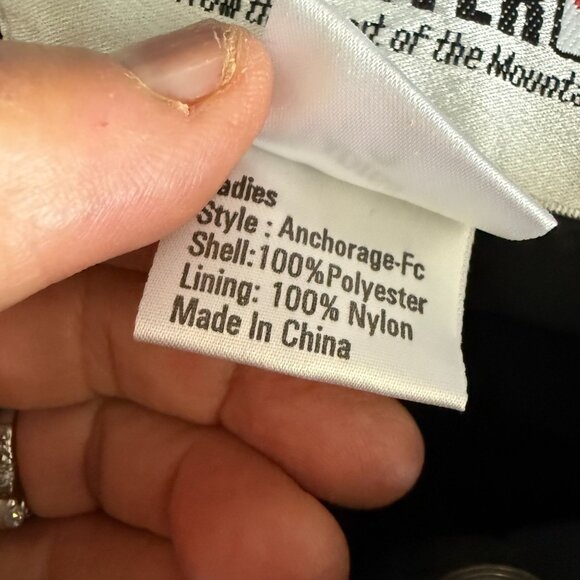 of the Mounta
adies
Style : Anchorage-Fc
Shell:100%Polyester
Lining: 100% Nylon
Made In China